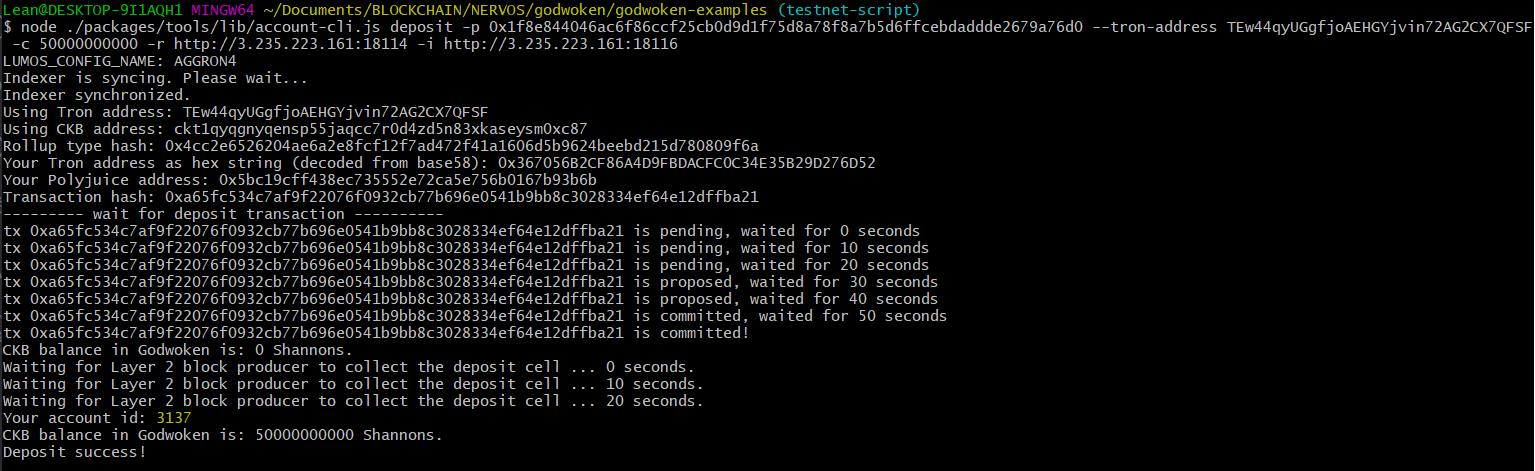 Lean@DESKTOP-9I1AQH1 MINGW64 ~/Documents/BLOCKCHAIN/NERVOS/godwoken/godwoken-examples (testnet-script)
$ node ./packages/tools/lib/account-cli.js deposit -p 0x1f8e844046ac6f86ccf25cb0d9d1f75d8a78f8a7b5d6ffcebdaddde2679a76d0 --tron-address TEw44qyUGgfjoAEHGYjvin72AG2CX7QFSF
-c 50000000000 -r http://3.235.223.161:18114 -i http://3.235.223.161:18116
LUMOS_CONFIG_NAME: AGGRON4
Indexer is syncing. Please wait...
Indexer synchronized.
Using Tron address: TEw44qyUGgfjoAEHGYjvin72AG2CX7QFSF
Using CKB address: ckt1qyqgnyqensp55jaqcc7r0d4zd5n83xkaseysm0xc87
Rollup type hash: 0x4cc2e6526204ae6a2e8fcf12f7ad472f41a1606d5b9624beebd215d780809f6a
Your Tron address as hex string (decoded from base58): 0x367056B2CF86A4D9FBDACFC0C34E35B29D276D52
Your Polyjuice address: 0x5bc19cff438ec735552e72ca5e756b0167b93b6b
Transaction hash: 0xa65fc534c7af9f22076f0932cb77b696e0541b9bb8c3028334ef64e12dffba21
--------- wait for deposit transaction ----------
tx 0xa65fc534c7af9f22076f0932cb77b696e0541b9bb8c3028334ef64e12dffba21 is pending, waited for 0 seconds
tx 0xa65fc534c7af9f22076f0932cb77b696e0541b9bb8c3028334ef64e12dffba21 is pending, waited for 10 seconds
tx 0xa65fc534c7af9f22076f0932cb77b696e0541b9bb8c3028334ef64e12dffba21 is pending, waited for 20 seconds
tx 0xa65fc534c7af9f22076f0932cb77b696e0541b9bb8c3028334ef64e12dffba21 is proposed, waited for 30 seconds
tx 0xa65fc534c7af9f22076f0932cb77b696e0541b9bb8c3028334ef64e12dffba21 is proposed, waited for 40 seconds
tx 0xa65fc534c7af9f22076f0932cb77b696e0541b9bb8c3028334ef64e12dffba21 is committed, waited for 50 seconds
tx 0xa65fc534c7af9f22076f0932cb77b696e0541b9bb8c3028334ef64e12dffba21 is committed!
CKB balance in Godwoken is: 0 Shannons.
Waiting for Layer 2 block producer to collect the deposit cell ... 0 seconds.
Waiting for Layer 2 block producer to collect the deposit cell ... 10 seconds.
Waiting for Layer 2 block producer to collect the deposit cell ... 20 seconds.
Your account id: 3137
CKB balance in Godwoken is: 50000000000 Shannons.
Deposit success!